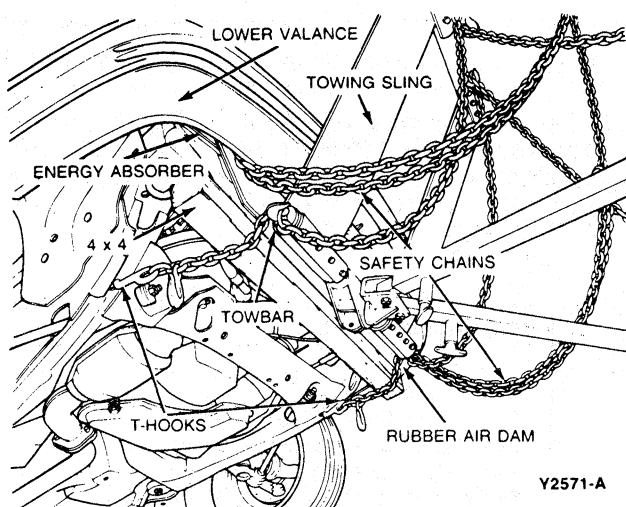 LOWER VALANCE
TOWING SLING
ENERGY ABSORBER
4 x 4
SAFETY CHAINS
TOWBAR
T-HOOKS
RUBBER AIR DAM
Y2571-A